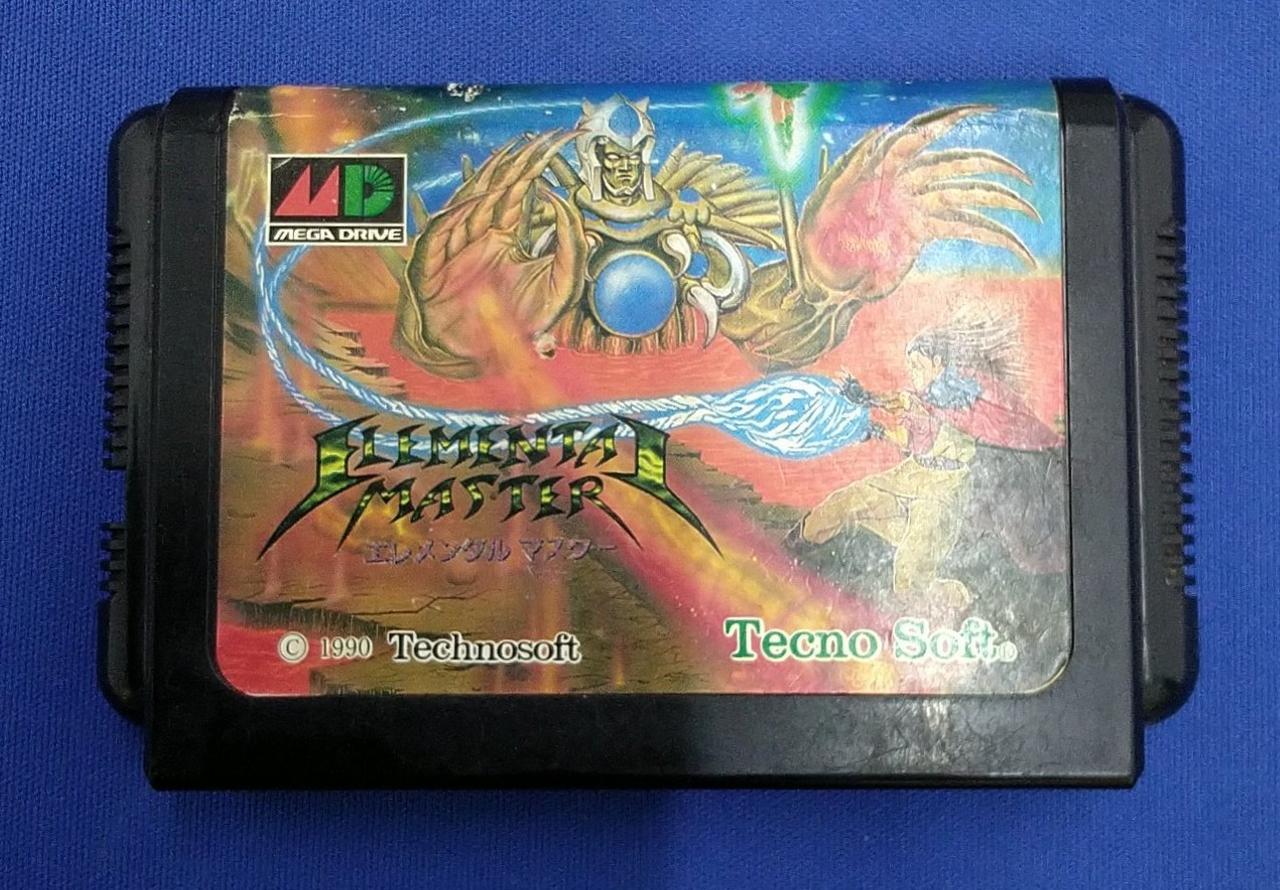 MD
MEGA DRIVE
ELEMENTAL
MASTER
エレメンタル マスター
© 1990 Technosoft
Tecno Soft®